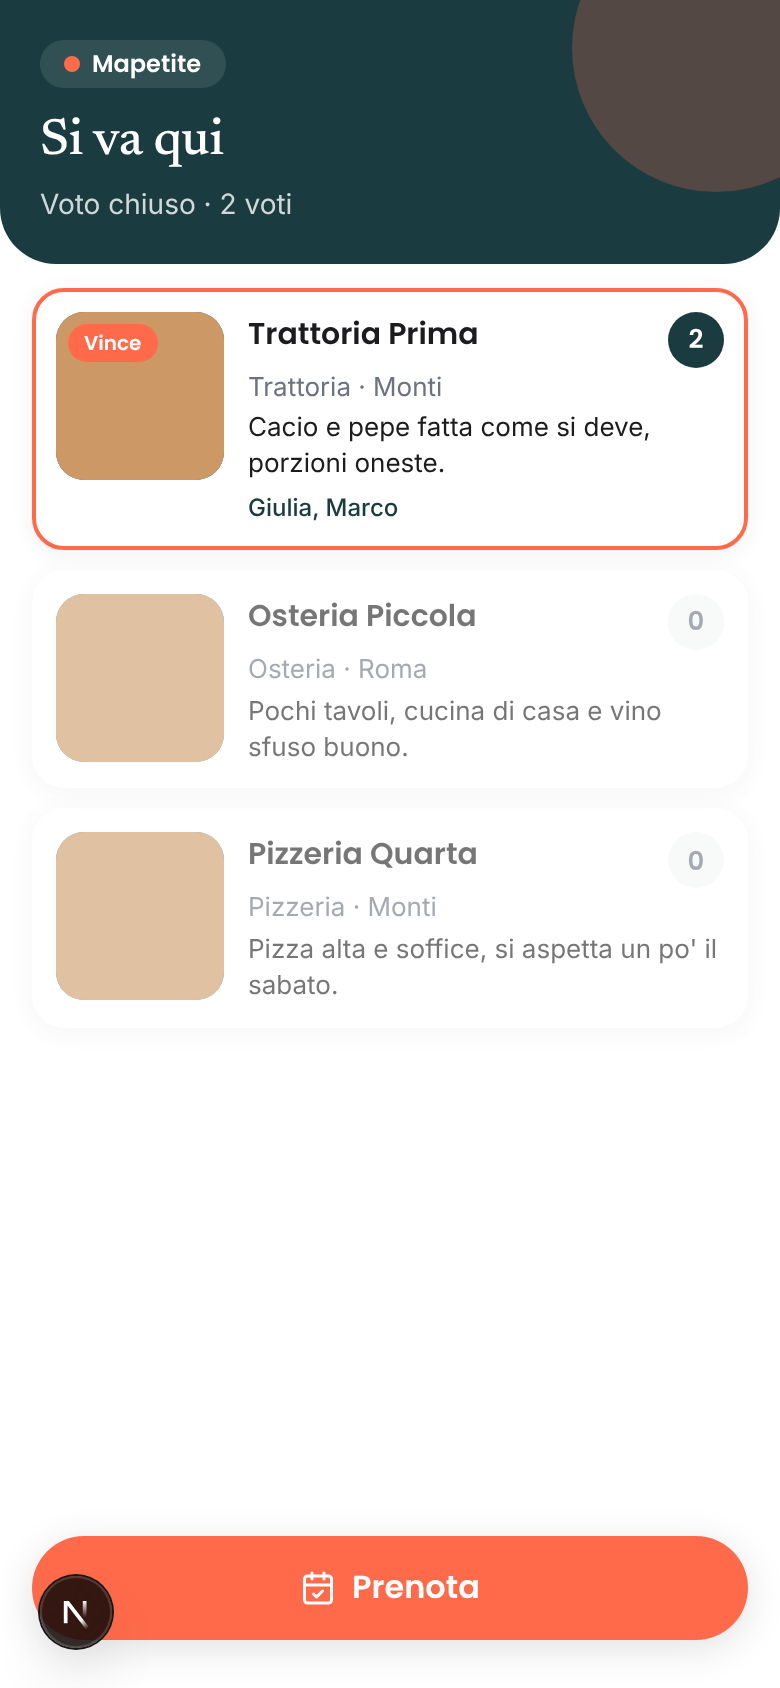 Mapetite
Si va qui
Voto chiuso · 2 voti
Vince
Trattoria Prima
2
Trattoria · Monti
Cacio e pepe fatta come si deve,
porzioni oneste.
Giulia, Marco
Osteria Piccola
0
Osteria · Roma
Pochi tavoli, cucina di casa e vino
sfuso buono.
Pizzeria Quarta
0
Pizzeria · Monti
Pizza alta e soffice, si aspetta un po' il
sabato.
Prenota
N